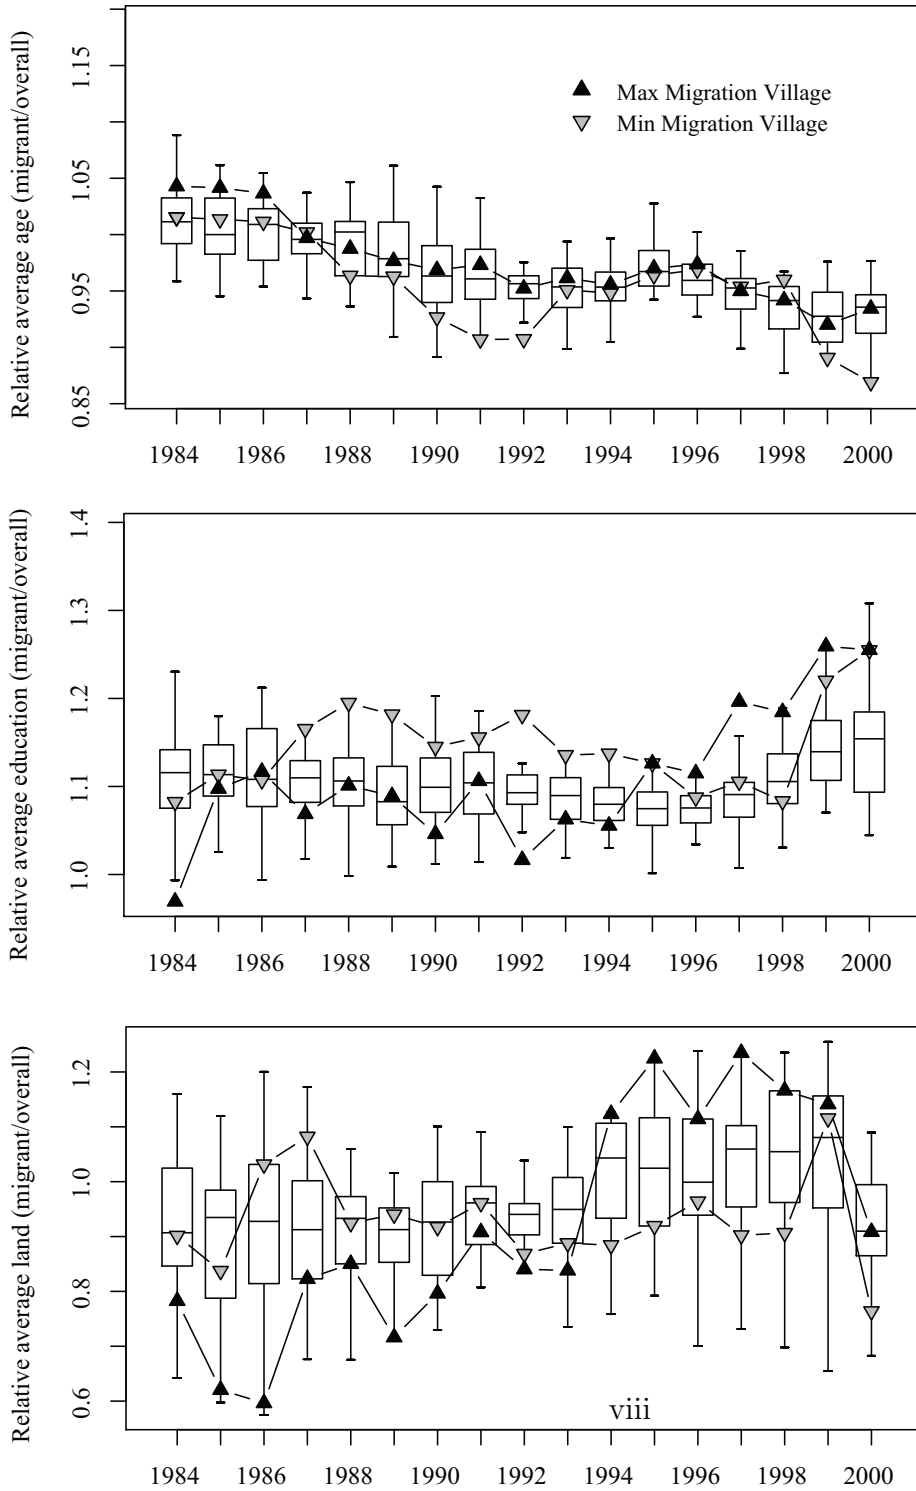 Relative average age (migrant/overall)
1.15
1.05
0.95
0.85
Max Migration Village
Min Migration Village
1984 1986 1988 1990 1992 1994 1996 1998 2000
Relative average education (migrant/overall)
1.4
1.3
1.2
1.1
1.0
1984 1986 1988 1990 1992 1994 1996 1998 2000
Relative average land (migrant/overall)
1.2
1.0
0.8
0.6
viii
1984 1986 1988 1990 1992 1994 1996 1998 2000